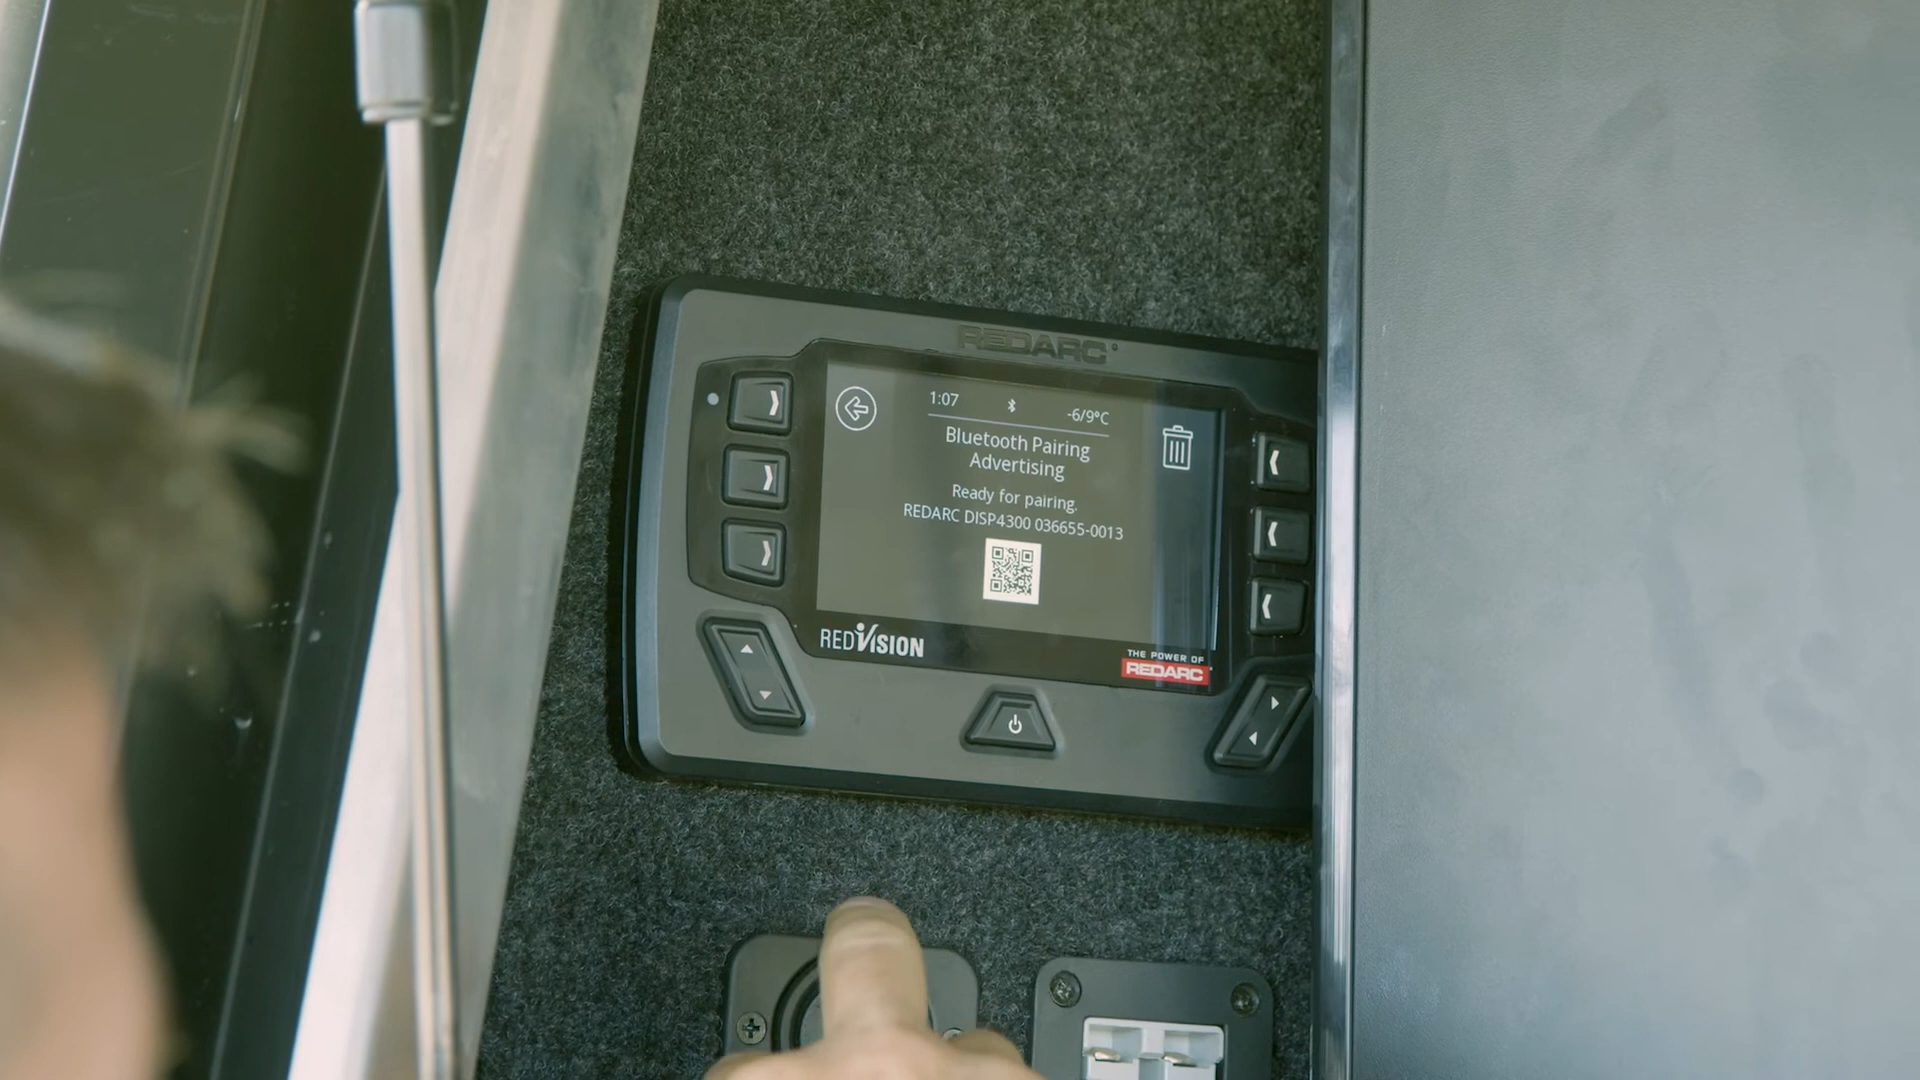 REDARC
1:07 -6/9°C
Bluetooth Pairing
Advertising
Ready for pairing.
REDARC DISP4300 036655-0013
REDVISION
THE POWER OF
REDARC